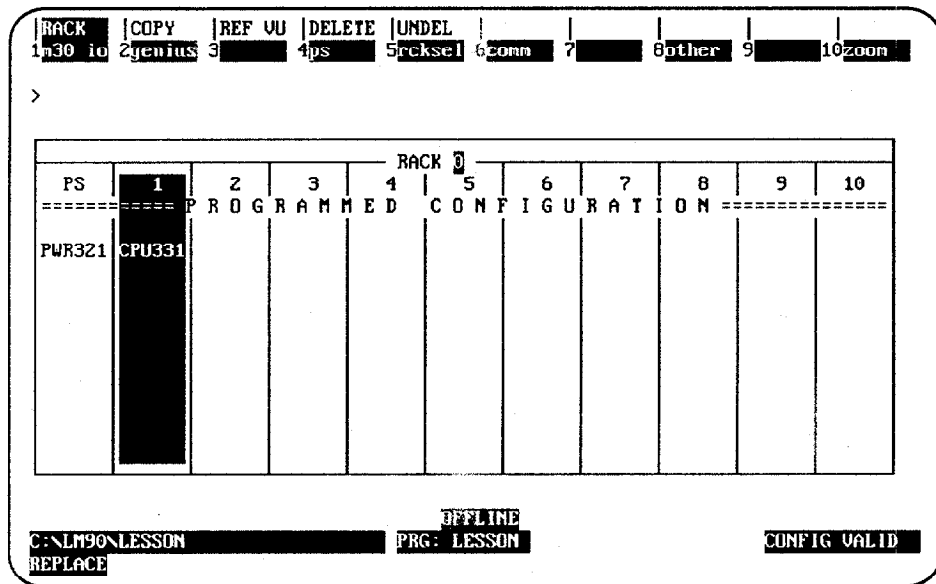 RACK COPY REF VU DELETE UNDEL
1m30 io 2genius 3 4ps 5rcksel 6comm 7 8other 9 10zoom
>
RACK 0
PS 1 2 3 4 5 6 7 8 9 10
============= P R O G R A M M E D C O N F I G U R A T I O N ==============
PWR321 CPU331
OFFLINE
C:\LM90\LESSON PRG: LESSON CONFIG VALID
REPLACE